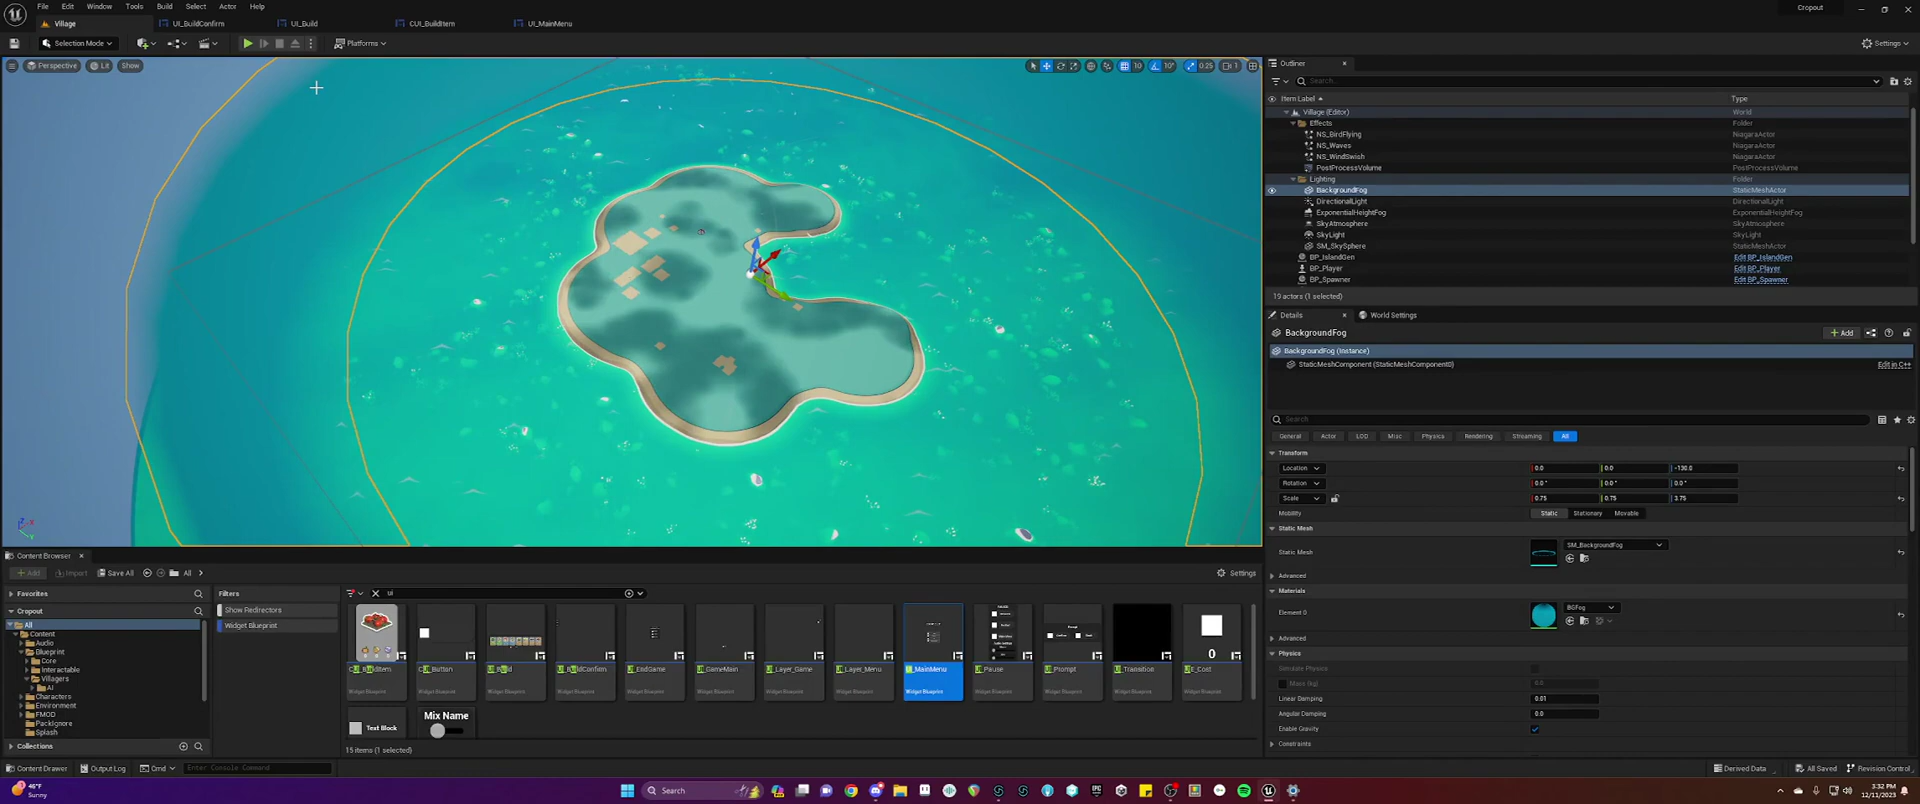 File Edit Window Tools Build Select Actor Help
Cropout
Village UI_BuildConfirm UI_Build CUI_BuildItem UI_MainMenu
Selection Mode Platforms Settings
Perspective Lit Show
10 10° 0.25 1
Outliner
Search...
Item Label Type
Village (Editor) World
Effects Folder
NS_BirdFlying NiagaraActor
NS_Waves NiagaraActor
NS_WindSwish NiagaraActor
PostProcessVolume PostProcessVolume
Lighting Folder
BackgroundFog StaticMeshActor
DirectionalLight DirectionalLight
ExponentialHeightFog ExponentialHeightFog
SkyAtmosphere SkyAtmosphere
SkyLight SkyLight
SM_SkySphere StaticMeshActor
BP_IslandGen Edit BP_IslandGen
BP_Player Edit BP_Player
BP_Spawner Edit BP_Spawner
19 actors (1 selected)
Details World Settings
BackgroundFog Add
BackgroundFog (Instance)
StaticMeshComponent (StaticMeshComponent0) Edit in C++
Search
General Actor LOD Misc Physics Rendering Streaming All
Transform
Location 0.0 0.0 -130.0
Rotation 0.0° 0.0° 0.0°
Scale 0.75 0.75 3.75
Mobility Static Stationary Movable
Static Mesh
Static Mesh SM_BackgroundFog
Advanced
Materials
Element 0 BGFog
Advanced
Physics
Simulate Physics
Mass (kg) 0.0
Linear Damping 0.01
Angular Damping 0.0
Enable Gravity
Constraints
Content Browser
Add Import Save All All Settings
Favorites
Cropout
All
Content
Audio
Blueprint
Core
Interactable
Villagers
AI
Characters
Environment
FMOD
PackIgnore
Splash
Collections
Filters
Show Redirectors
Widget Blueprint
ui
CUI_BuildItem CUI_Button UI_Build UI_BuildConfirm UI_EndGame UI_GameMain UI_Layer_Game UI_Layer_Menu UI_MainMenu UI_Pause UI_Prompt UI_Transition UIE_Cost
0
Widget Blueprint Widget Blueprint Widget Blueprint Widget Blueprint Widget Blueprint Widget Blueprint Widget Blueprint Widget Blueprint Widget Blueprint Widget Blueprint Widget Blueprint Widget Blueprint Widget Blueprint
Text Block Mix Name
15 items (1 selected)
Content Drawer Output Log Cmd Enter Console Command Derived Data All Saved Revision Control
46°F
Sunny
Search
3:32 PM
12/11/2023